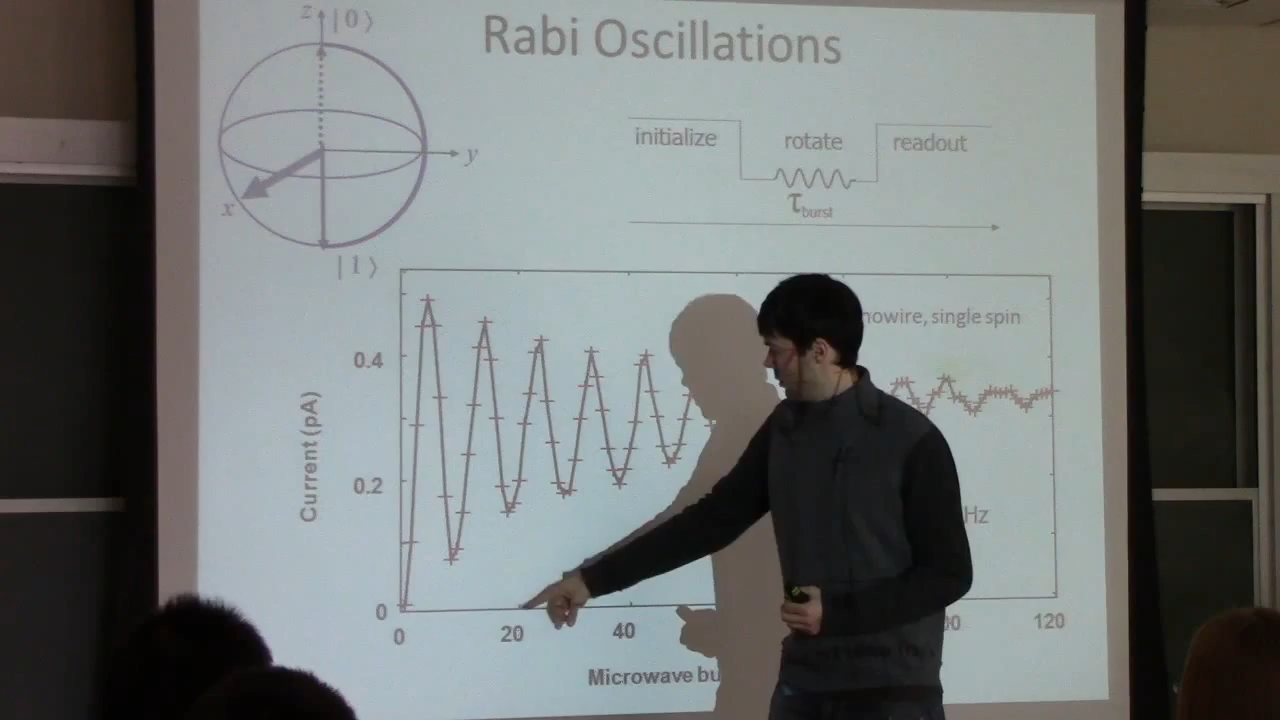 z
|0⟩
Rabi Oscillations
initialize
rotate
readout
y
x
τburst
|1⟩
nowire, single spin
0.4
Current (pA)
0.2
Hz
0
0
20
40
120
Microwave bu